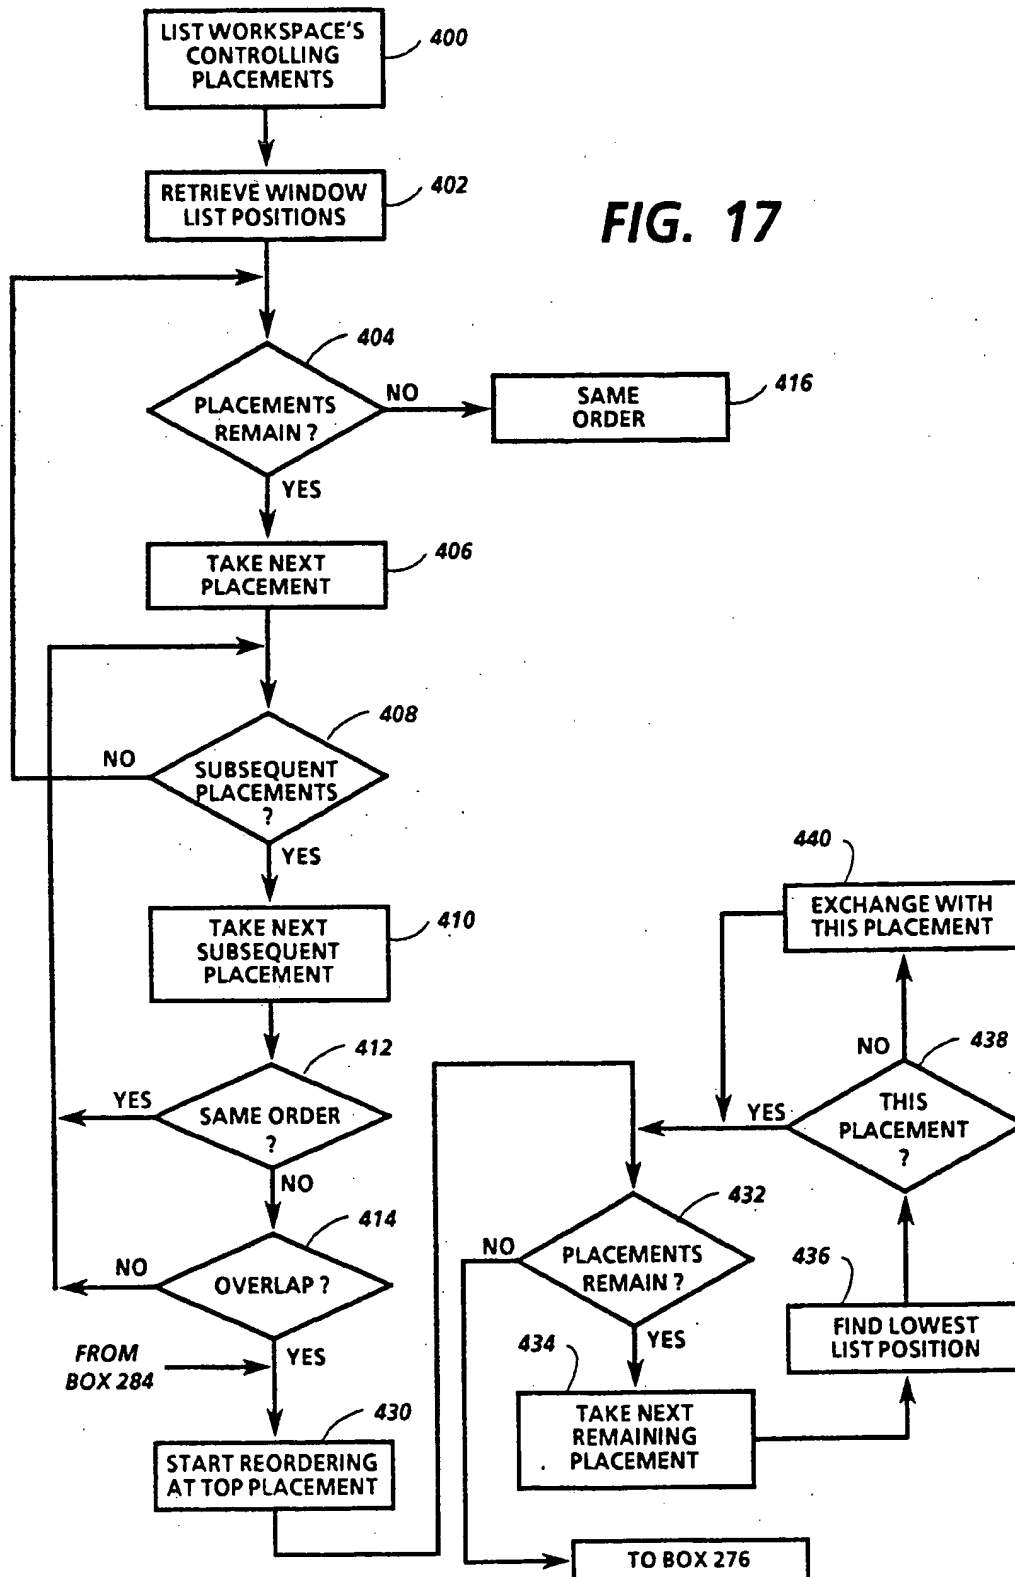 LIST WORKSPACE'S
CONTROLLING
PLACEMENTS
400
RETRIEVE WINDOW
LIST POSITIONS
402
FIG. 17
404
PLACEMENTS
REMAIN ?
NO
SAME
ORDER
416
YES
TAKE NEXT
PLACEMENT
406
408
NO
SUBSEQUENT
PLACEMENTS
?
YES
TAKE NEXT
SUBSEQUENT
PLACEMENT
410
412
YES
SAME ORDER
?
NO
414
NO
OVERLAP ?
YES
FROM
BOX 284
430
START REORDERING
AT TOP PLACEMENT
432
NO
PLACEMENTS
REMAIN ?
YES
434
TAKE NEXT
REMAINING
PLACEMENT
436
FIND LOWEST
LIST POSITION
438
THIS
PLACEMENT
?
YES
NO
440
EXCHANGE WITH
THIS PLACEMENT
TO BOX 276